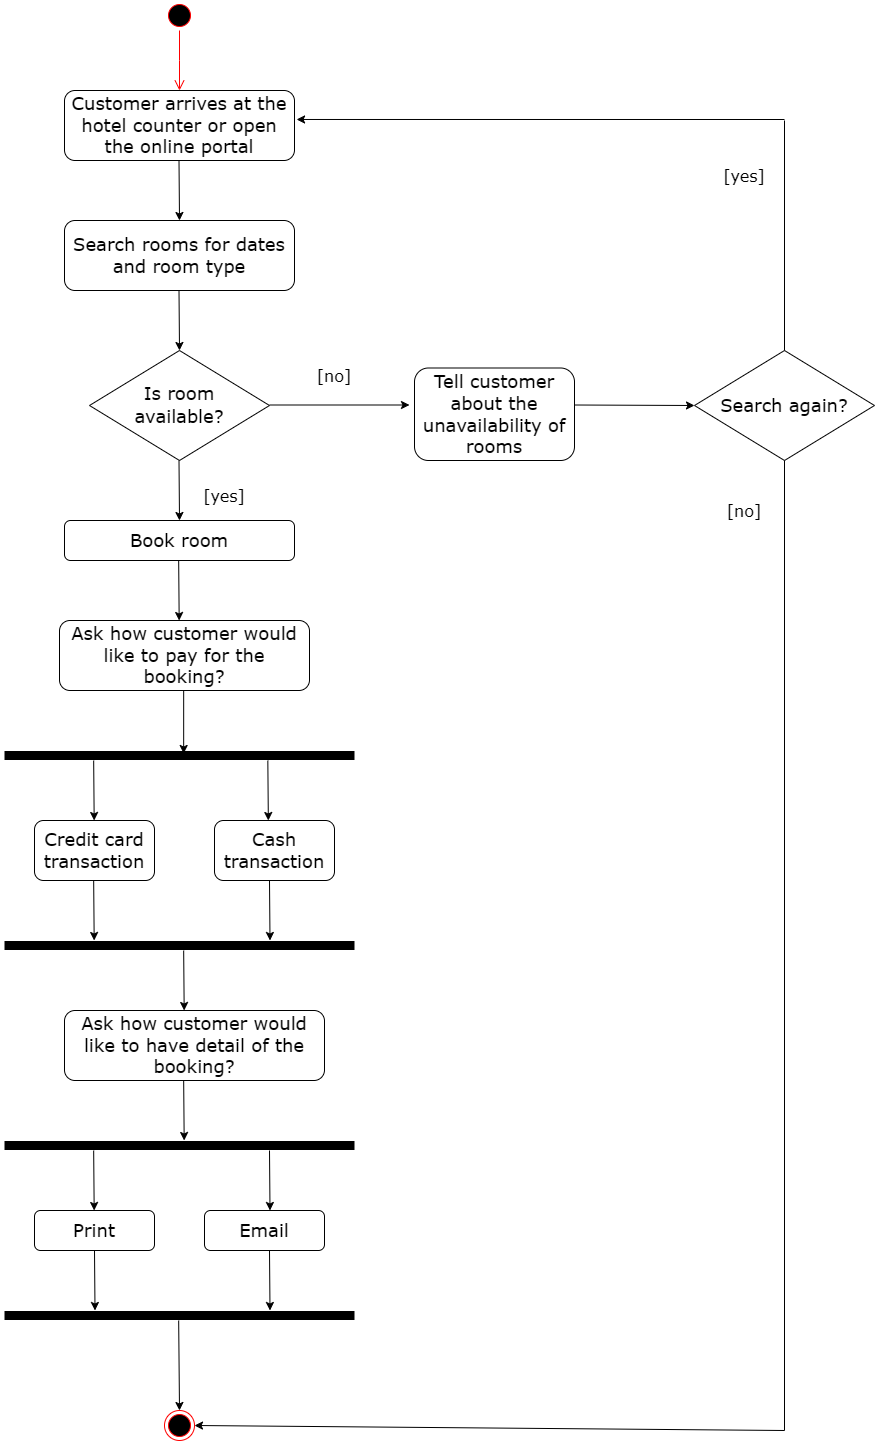 Customer arrives at the
hotel counter or open
the online portal
[yes]
Search rooms for dates
and room type
Is room
available?
[no]
Tell customer
about the
unavailability of
rooms
Search again?
[yes]
[no]
Book room
Ask how customer would
like to pay for the
booking?
Credit card
transaction
Cash
transaction
Ask how customer would
like to have detail of the
booking?
Print
Email